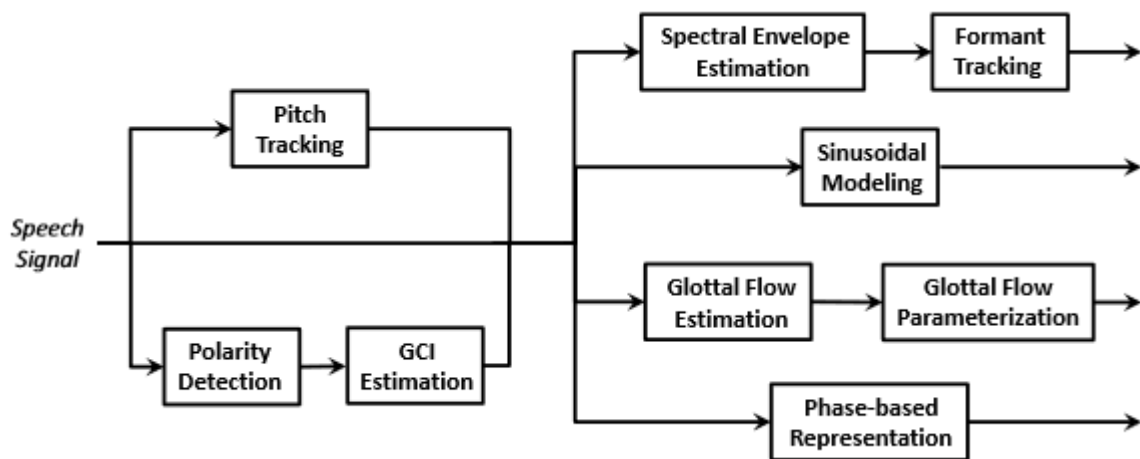 Speech
Signal
Pitch
Tracking
Polarity
Detection
GCI
Estimation
Spectral Envelope
Estimation
Formant
Tracking
Sinusoidal
Modeling
Glottal Flow
Estimation
Glottal Flow
Parameterization
Phase-based
Representation